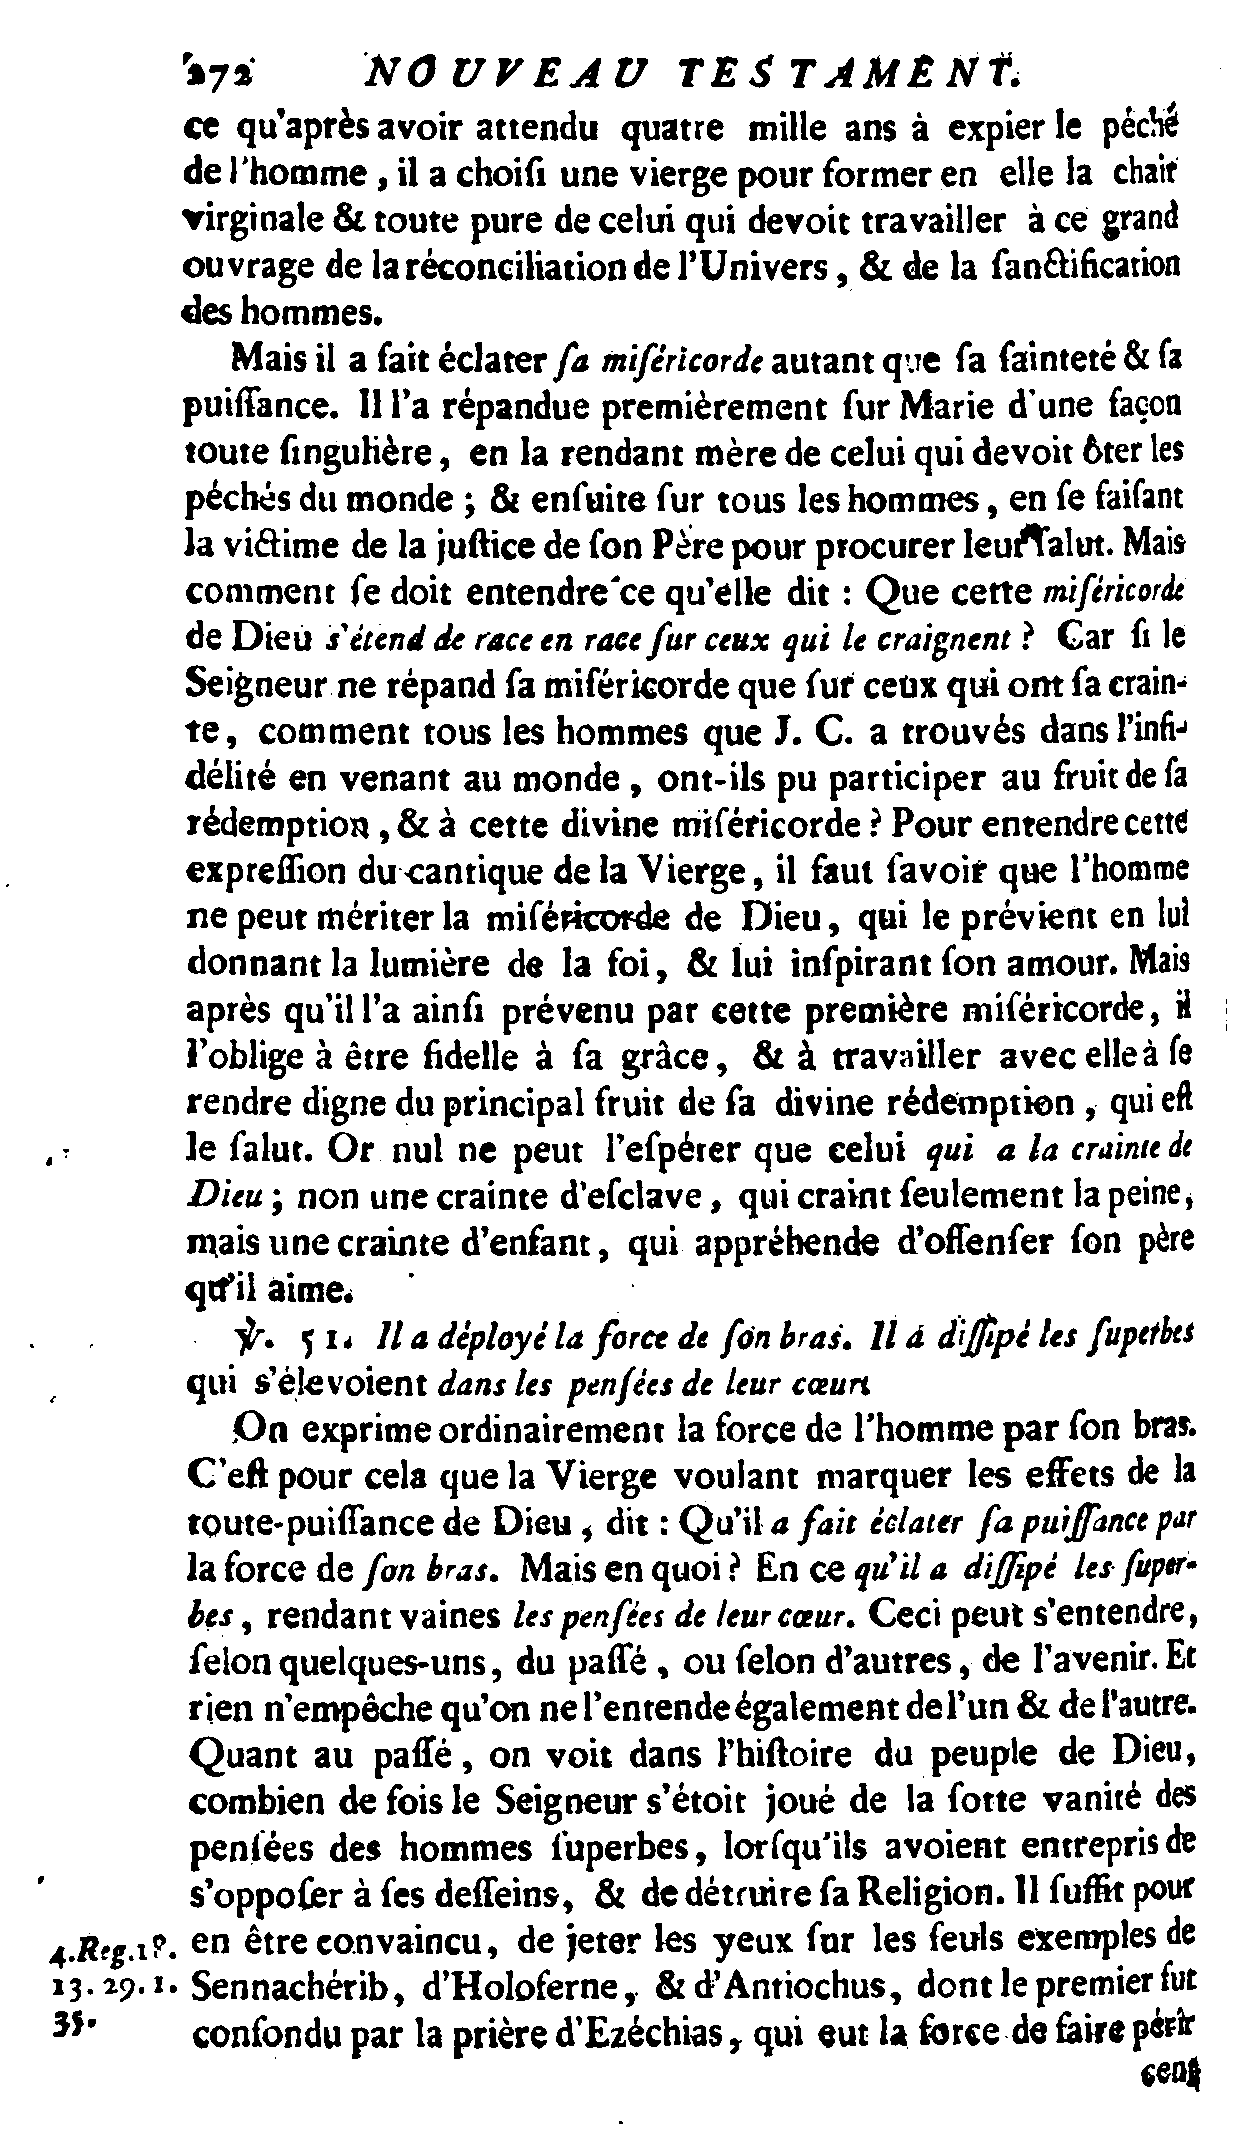 272 NOUVEAU TESTAMENT.
ce qu'après avoir attendu quatre mille ans à expier le péché
de l'homme, il a choiſi une vierge pour former en elle la chair
virginale & toute pure de celui qui devoit travailler à ce grand
ouvrage de la réconciliation de l'Univers, & de la ſanctification
des hommes.
Mais il a fait éclater ſa miſéricorde autant que ſa ſainteté & ſa
puiſſance. Il l'a répandue premièrement ſur Marie d'une façon
toute ſingulière, en la rendant mère de celui qui devoit ôter les
péchés du monde ; & enſuite ſur tous les hommes, en ſe faiſant
la victime de la juſtice de ſon Père pour procurer leur ſalut. Mais
comment ſe doit entendre ce qu'elle dit : Que cette miſéricorde
de Dieu s'étend de race en race ſur ceux qui le craignent ? Car ſi le
Seigneur ne répand ſa miſéricorde que ſur ceux qui ont ſa crain-
te, comment tous les hommes que J. C. a trouvés dans l'infi-
délité en venant au monde, ont-ils pu participer au fruit de ſa
rédemption, & à cette divine miſéricorde ? Pour entendre cette
expreſſion du cantique de la Vierge, il faut ſavoir que l'homme
ne peut mériter la miſéricorde de Dieu, qui le prévient en lui
donnant la lumière de la foi, & lui inſpirant ſon amour. Mais
après qu'il l'a ainſi prévenu par cette première miſéricorde, il
l'oblige à être fidelle à ſa grâce, & à travailler avec elle à ſe
rendre digne du principal fruit de ſa divine rédemption, qui eſt
le ſalut. Or nul ne peut l'eſpérer que celui qui a la crainte de
Dieu ; non une crainte d'eſclave, qui craint ſeulement la peine,
mais une crainte d'enfant, qui appréhende d'offenſer ſon père
qu'il aime.
℣. 51. Il a déployé la force de ſon bras. Il a diſſipé les ſuperbes
qui s'élevoient dans les penſées de leur cœur.
On exprime ordinairement la force de l'homme par ſon bras.
C'eſt pour cela que la Vierge voulant marquer les effets de la
toute-puiſſance de Dieu, dit : Qu'il a fait éclater ſa puiſſance par
la force de ſon bras. Mais en quoi ? En ce qu'il a diſſipé les ſuper-
bes, rendant vaines les penſées de leur cœur. Ceci peut s'entendre,
ſelon quelques-uns, du paſſé, ou ſelon d'autres, de l'avenir. Et
rien n'empêche qu'on ne l'entende également de l'un & de l'autre.
Quant au paſſé, on voit dans l'hiſtoire du peuple de Dieu,
combien de fois le Seigneur s'étoit joué de la ſotte vanité des
penſées des hommes ſuperbes, lorſqu'ils avoient entrepris de
s'oppoſer à ſes deſſeins, & de détruire ſa Religion. Il ſuffit pour
4.Reg.19. en être convaincu, de jeter les yeux ſur les ſeuls exemples de
13. 29. 1. Sennachérib, d'Holoferne, & d'Antiochus, dont le premier fut
35. confondu par la prière d'Ezéchias, qui eut la force de faire périr
cent